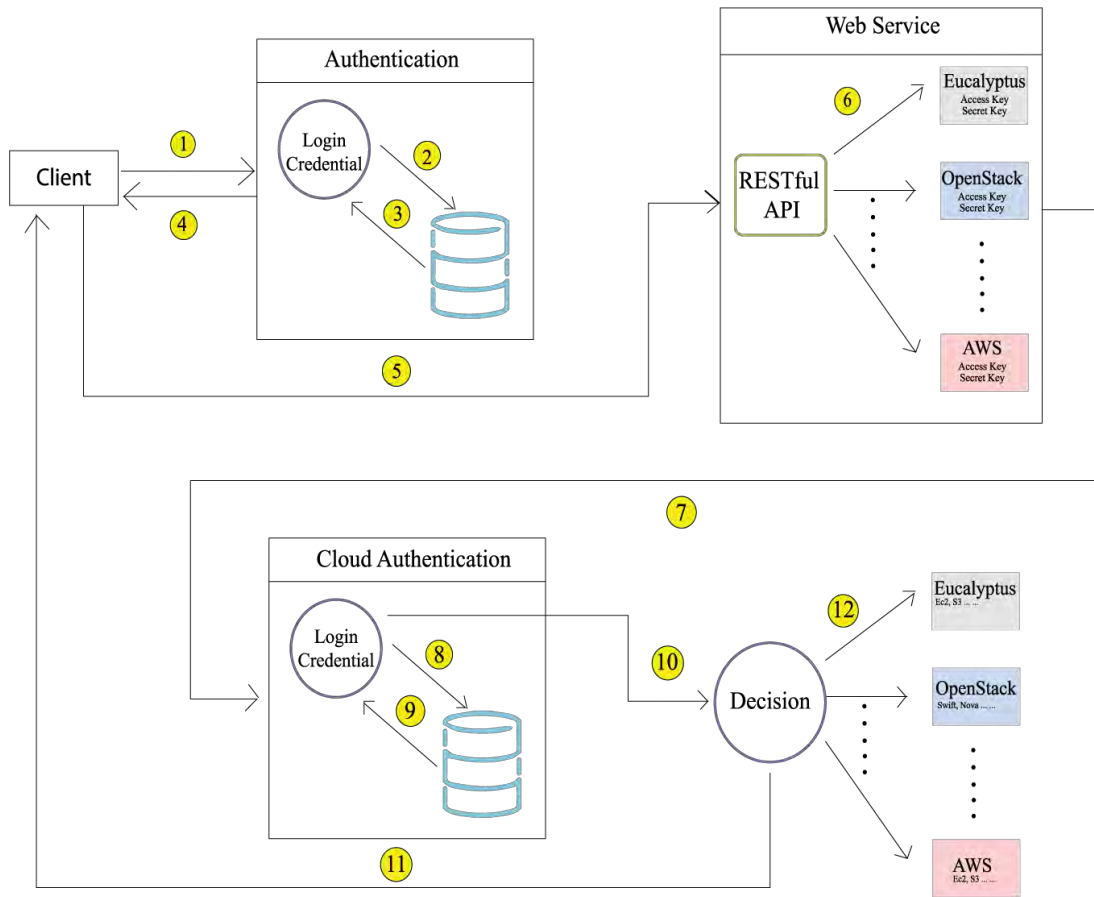 Web Service
Authentication
Eucalyptus
Access Key
Secret Key
6
1
Login
Credential
2
Client
RESTful
API
OpenStack
Access Key
Secret Key
3
4
AWS
Access Key
Secret Key
5
7
Cloud Authentication
Eucalyptus
Ec2, S3 ... ...
12
Login
Credential
8
10
Decision
OpenStack
Swift, Nova ... ...
9
11
AWS
Ec2, S3 ... ...